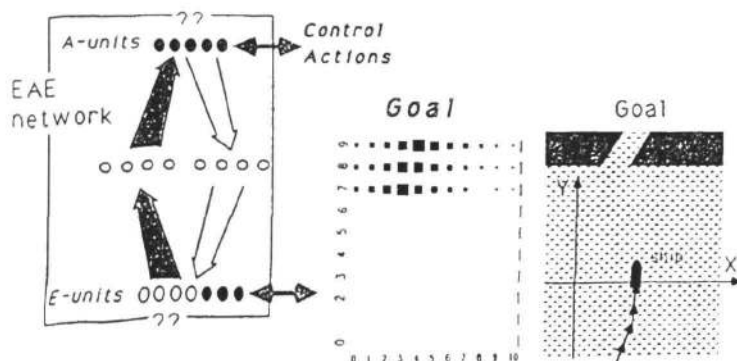 ??
A-units
Control
Actions
EAE
network
E-units
??
Goal
9
8
7
6
5
4
3
2
0
0 1 2 3 4 5 6 7 8 9 10
Goal
Y
ship
X